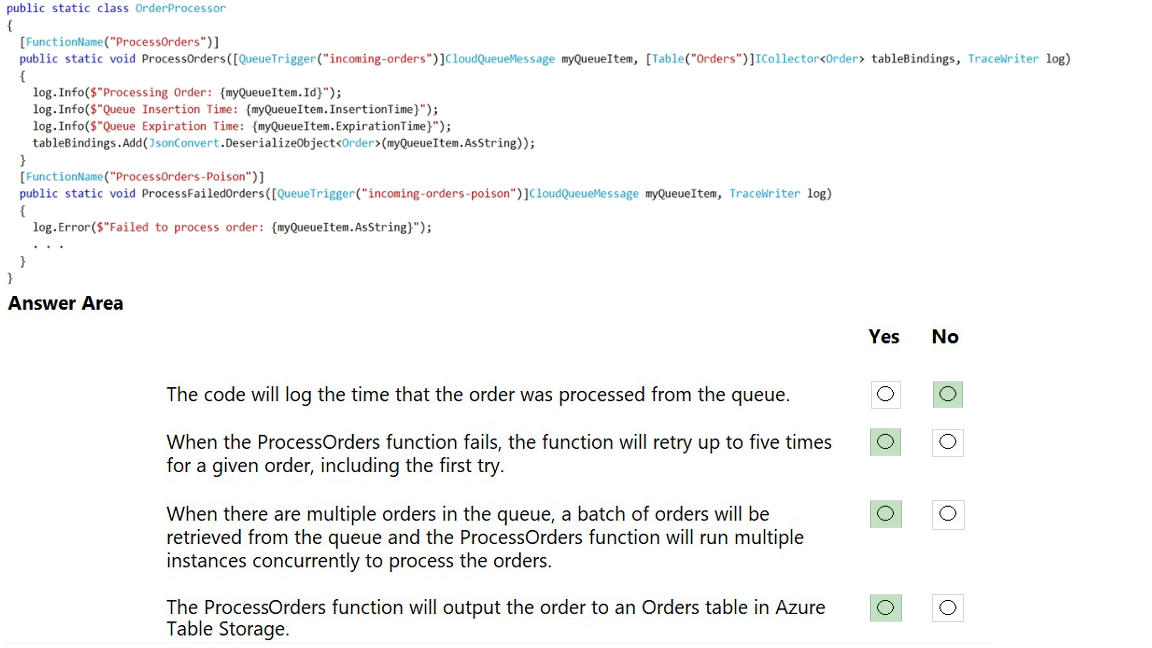 public static class OrderProcessor
{
[FunctionName("ProcessOrders")]
public static void ProcessOrders([QueueTrigger("incoming-orders")]CloudQueueMessage myQueueItem, [Table("Orders")]ICollector<Order> tableBindings, TraceWriter log)
{
log.Info($"Processing Order: {myQueueItem.Id}");
log.Info($"Queue Insertion Time: {myQueueItem.InsertionTime}");
log.Info($"Queue Expiration Time: {myQueueItem.ExpirationTime}");
tableBindings.Add(JsonConvert.DeserializeObject<Order>(myQueueItem.AsString));
}
[FunctionName("ProcessOrders-Poison")]
public static void ProcessFailedOrders([QueueTrigger("incoming-orders-poison")]CloudQueueMessage myQueueItem, TraceWriter log)
{
log.Error($"Failed to process order: {myQueueItem.AsString}");
. . .
}
}
Answer Area
Yes No
The code will log the time that the order was processed from the queue.
When the ProcessOrders function fails, the function will retry up to five times
for a given order, including the first try.
When there are multiple orders in the queue, a batch of orders will be
retrieved from the queue and the ProcessOrders function will run multiple
instances concurrently to process the orders.
The ProcessOrders function will output the order to an Orders table in Azure
Table Storage.